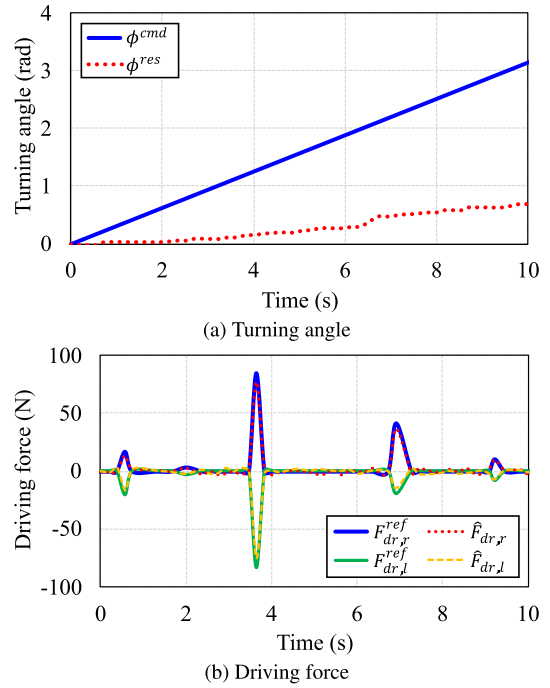 4
3
2
1
0
Turning angle (rad)
ϕ^cmd
ϕ^res
0 2 4 6 8 10
Time (s)
(a) Turning angle
100
50
0
-50
-100
Driving force (N)
F^ref_dr,r F̂_dr,r
F^ref_dr,l F̂_dr,l
0 2 4 6 8 10
Time (s)
(b) Driving force